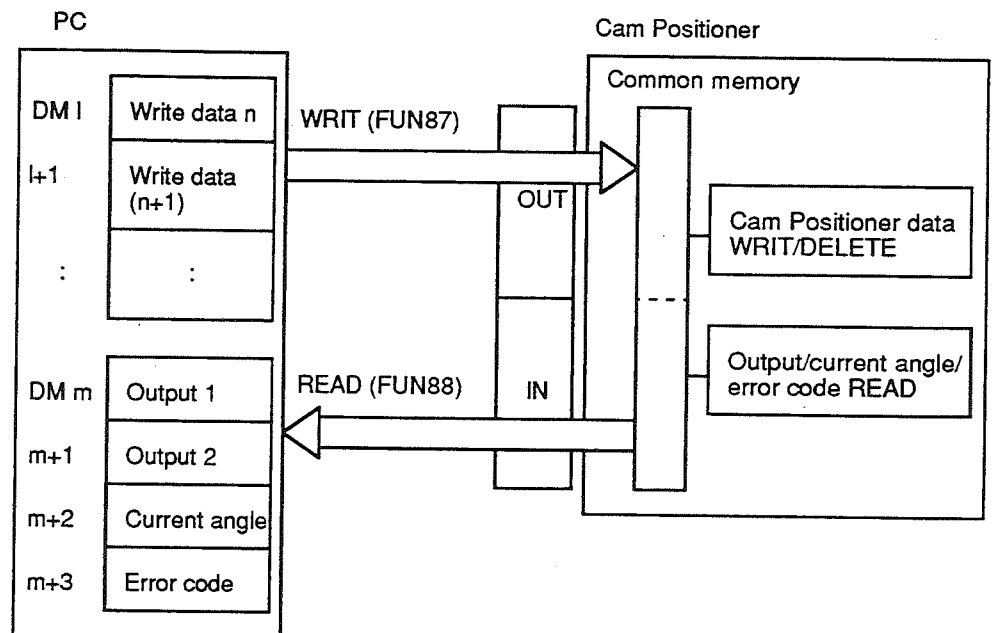 PC
Cam Positioner
Common memory
DM l
Write data n
WRIT (FUN87)
l+1
Write data
(n+1)
OUT
Cam Positioner data
WRIT/DELETE
:
:
DM m
Output 1
READ (FUN88)
IN
Output/current angle/
error code READ
m+1
Output 2
m+2
Current angle
m+3
Error code